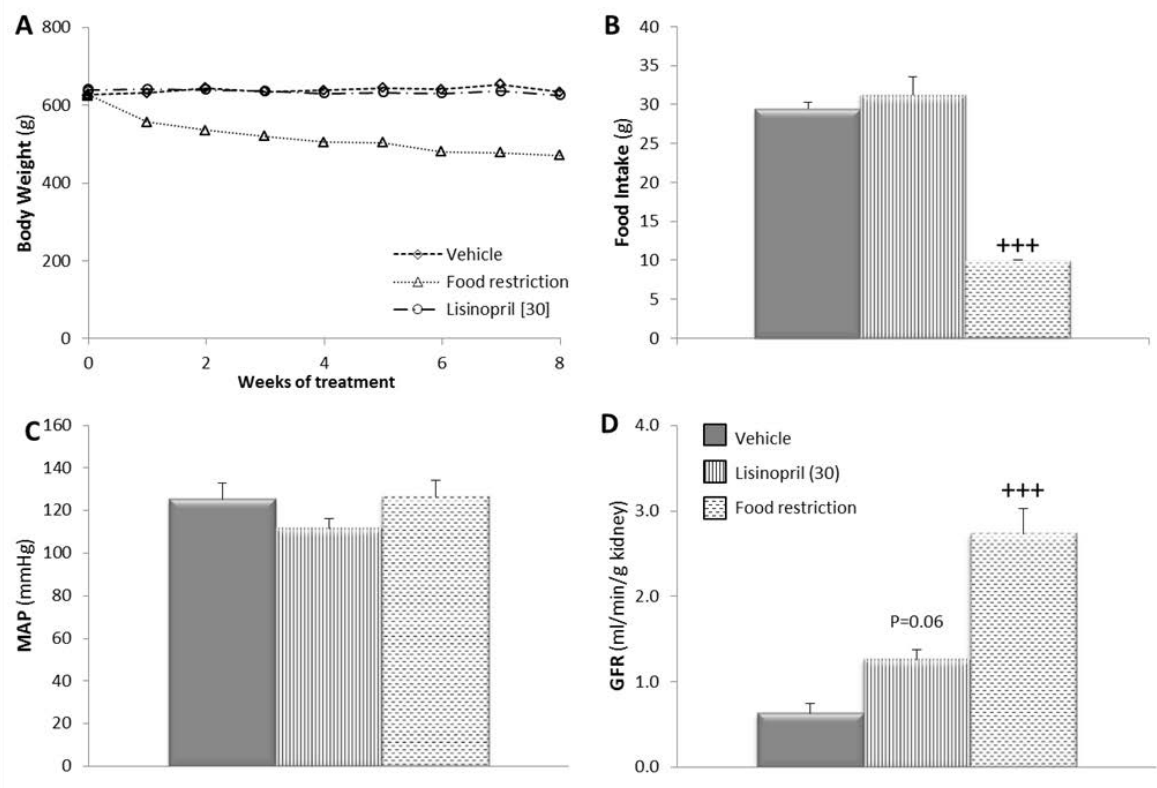 A
800
600
400
200
0
Body Weight (g)
Vehicle
Food restriction
Lisinopril [30]
0 2 4 6 8
Weeks of treatment
B
40
35
30
25
20
15
10
5
0
Food Intake (g)
+++
C
160
140
120
100
80
60
40
20
0
MAP (mmHg)
D
4.0
3.0
2.0
1.0
0.0
GFR (ml/min/g kidney)
Vehicle
Lisinopril (30)
Food restriction
P=0.06
+++